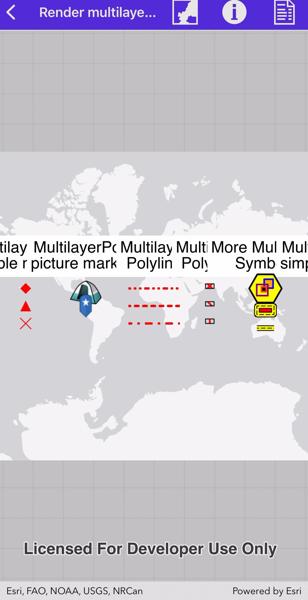 Render multilaye...
tilay MultilayerPo Multilay Multi More Mul Mul
ple r picture mark Polylin Poly Symb simp
Licensed For Developer Use Only
Esri, FAO, NOAA, USGS, NRCan Powered by Esri